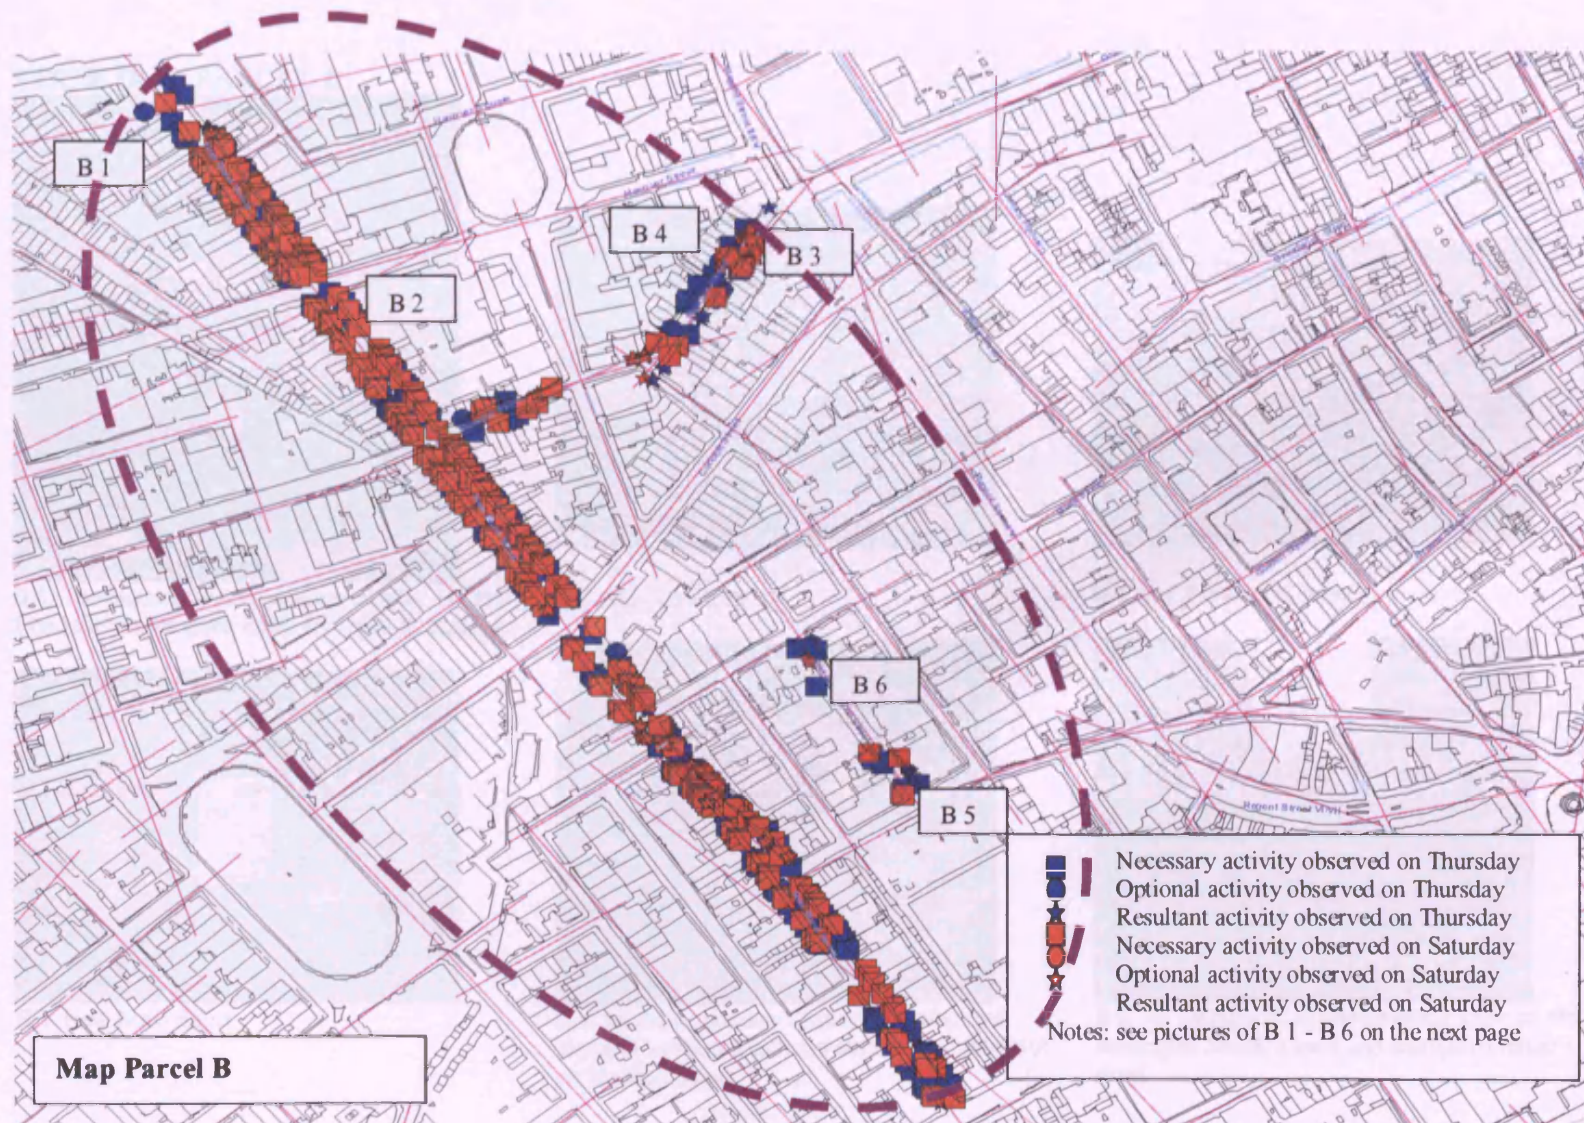 B 1
B 4
B 3
B 2
B 6
B 5
Regent Street
Necessary activity observed on Thursday
Optional activity observed on Thursday
Resultant activity observed on Thursday
Necessary activity observed on Saturday
Optional activity observed on Saturday
Resultant activity observed on Saturday
Notes: see pictures of B 1 - B 6 on the next page
Map Parcel B